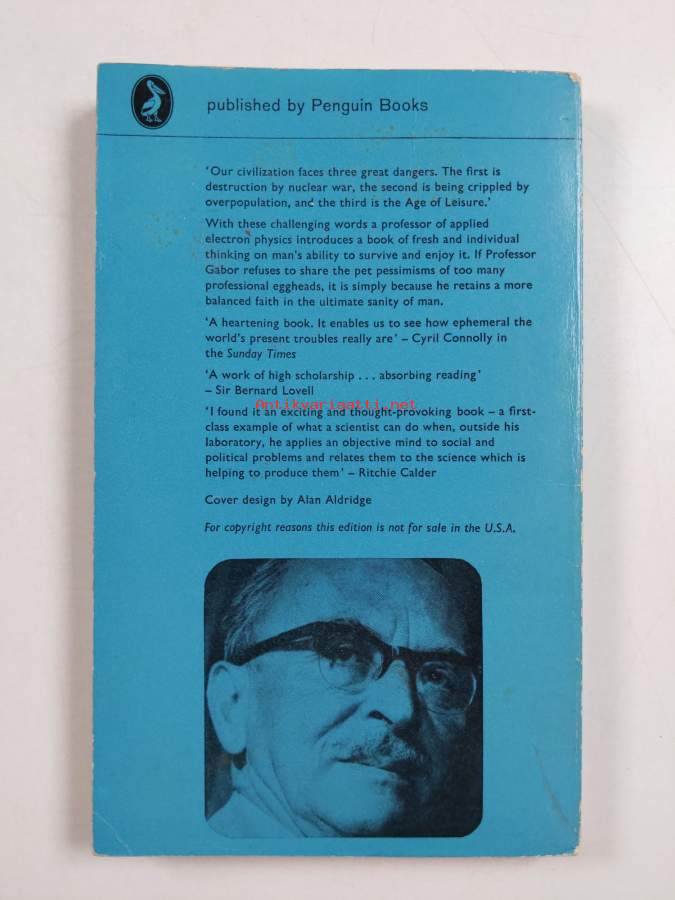 published by Penguin Books
‘Our civilization faces three great dangers. The first is
destruction by nuclear war, the second is being crippled by
overpopulation, and the third is the Age of Leisure.’
With these challenging words a professor of applied
electron physics introduces a book of fresh and individual
thinking on man's ability to survive and enjoy it. If Professor
Gabor refuses to share the pet pessimisms of too many
professional eggheads, it is simply because he retains a more
balanced faith in the ultimate sanity of man.
‘A heartening book. It enables us to see how ephemeral the
world's present troubles really are’ – Cyril Connolly in
the Sunday Times
‘A work of high scholarship . . . absorbing reading’
– Sir Bernard Lovell
Antikvariaatti.net
‘I found it an exciting and thought-provoking book – a first-
class example of what a scientist can do when, outside his
laboratory, he applies an objective mind to social and
political problems and relates them to the science which is
helping to produce them’ – Ritchie Calder
Cover design by Alan Aldridge
For copyright reasons this edition is not for sale in the U.S.A.